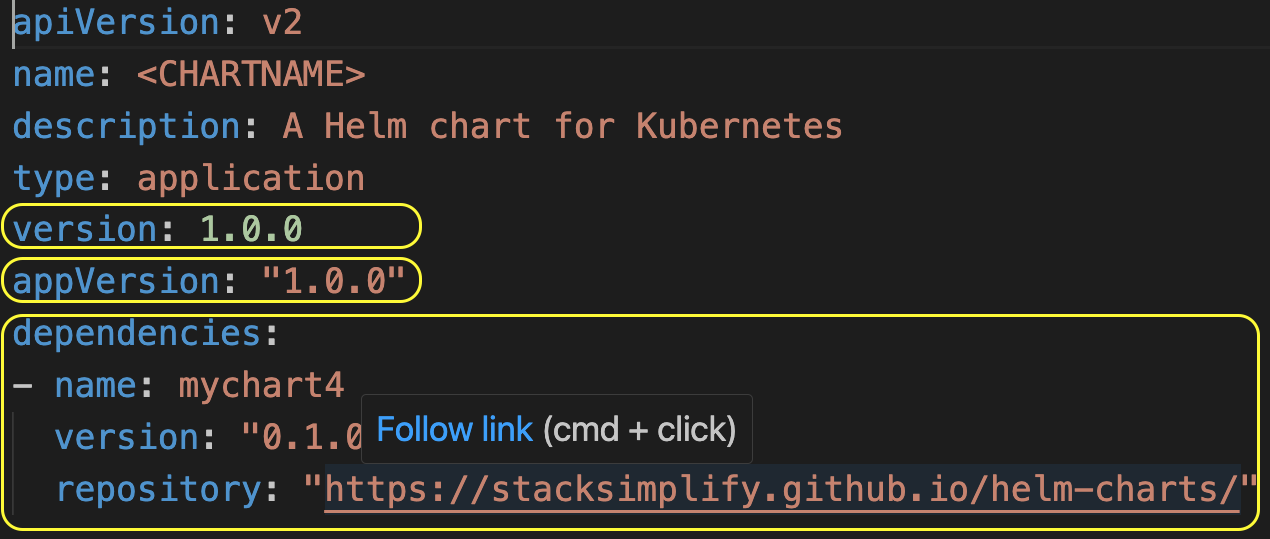 apiVersion: v2
name: <CHARTNAME>
description: A Helm chart for Kubernetes
type: application
version: 1.0.0
appVersion: "1.0.0"
dependencies:
- name: mychart4
version: "0.1.0
Follow link (cmd + click)
repository: "https://stacksimplify.github.io/helm-charts/"